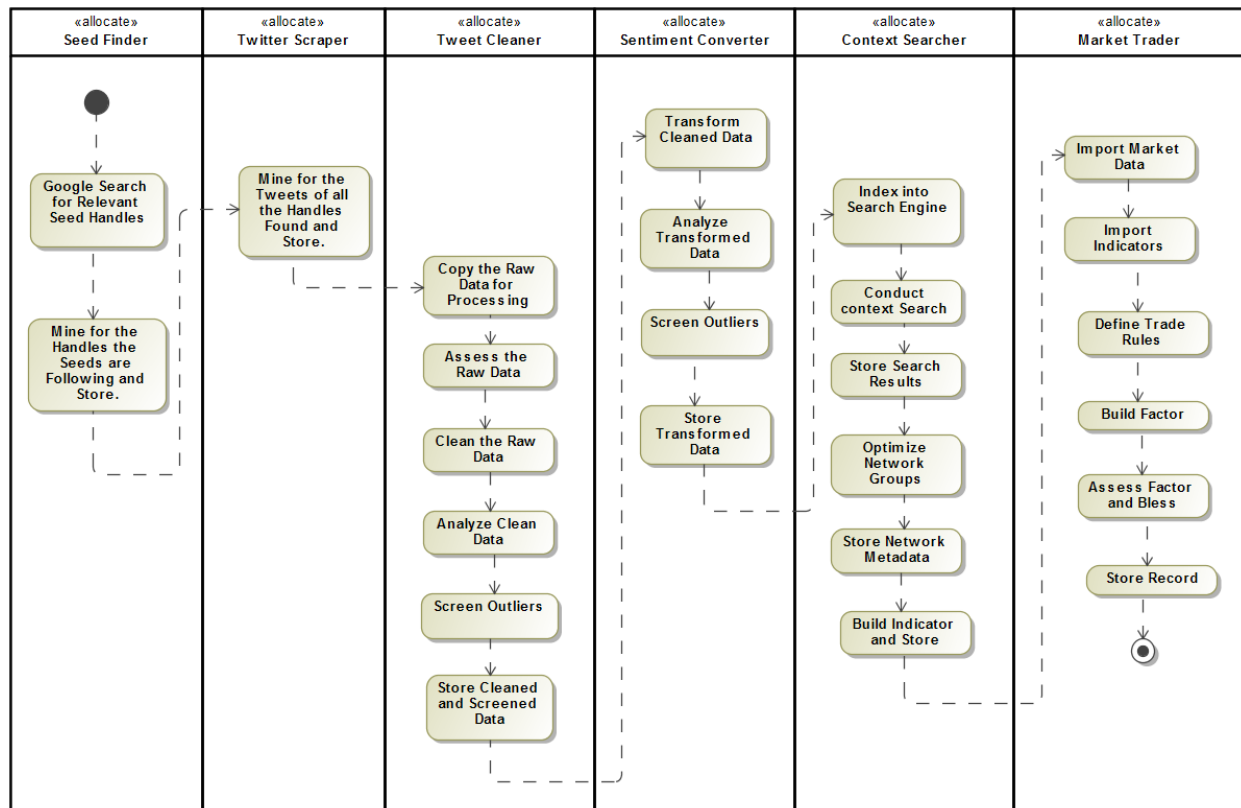 «allocate»
Seed Finder
«allocate»
Twitter Scraper
«allocate»
Tweet Cleaner
«allocate»
Sentiment Converter
«allocate»
Context Searcher
«allocate»
Market Trader
Google Search
for Relevant
Seed Handles
Mine for the
Handles the
Seeds are
Following and
Store.
Mine for the
Tweets of all
the Handles
Found and
Store.
Copy the Raw
Data for
Processing
Assess the
Raw Data
Clean the Raw
Data
Analyze Clean
Data
Screen Outliers
Store Cleaned
and Screened
Data
Transform
Cleaned Data
Analyze
Transformed
Data
Screen Outliers
Store
Transformed
Data
Index into
Search Engine
Conduct
context Search
Store Search
Results
Optimize
Network
Groups
Store Network
Metadata
Build Indicator
and Store
Import Market
Data
Import
Indicators
Define Trade
Rules
Build Factor
Assess Factor
and Bless
Store Record